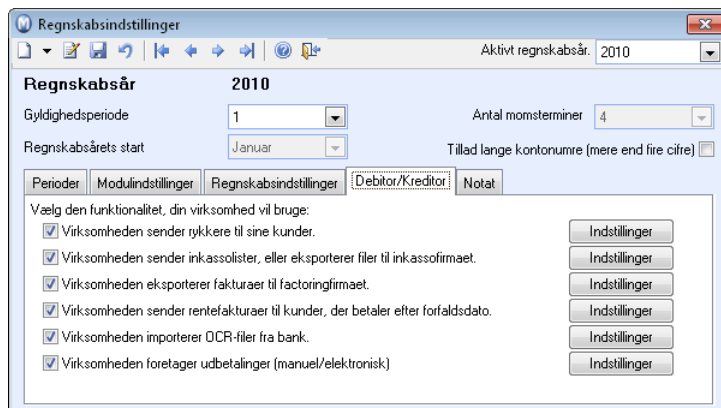 Regnskabsindstillinger
Aktivt regnskabsår. 2010
Regnskabsår 2010
Gyldighedsperiode 1 Antal momsterminer 4
Regnskabsårets start Januar Tillad lange kontonumre (mere end fire cifre)
Perioder Modulindstillinger Regnskabsindstillinger Debitor/Kreditor Notat
Vælg den funktionalitet, din virksomhed vil bruge:
Virksomheden sender rykkere til sine kunder. Indstillinger
Virksomheden sender inkassolister, eller eksporterer filer til inkassofirmaet. Indstillinger
Virksomheden eksporterer fakturaer til factoringfirmaet. Indstillinger
Virksomheden sender rentefakturaer til kunder, der betaler efter forfaldsdato. Indstillinger
Virksomheden importerer OCR-filer fra bank. Indstillinger
Virksomheden foretager udbetalinger (manuel/elektronisk) Indstillinger